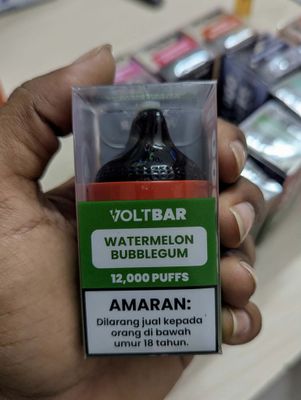 VOLTBAR
WATERMELON
BUBBLEGUM
12,000 PUFFS
AMARAN:
Dilarang jual kepada
orang di bawah
umur 18 tahun.